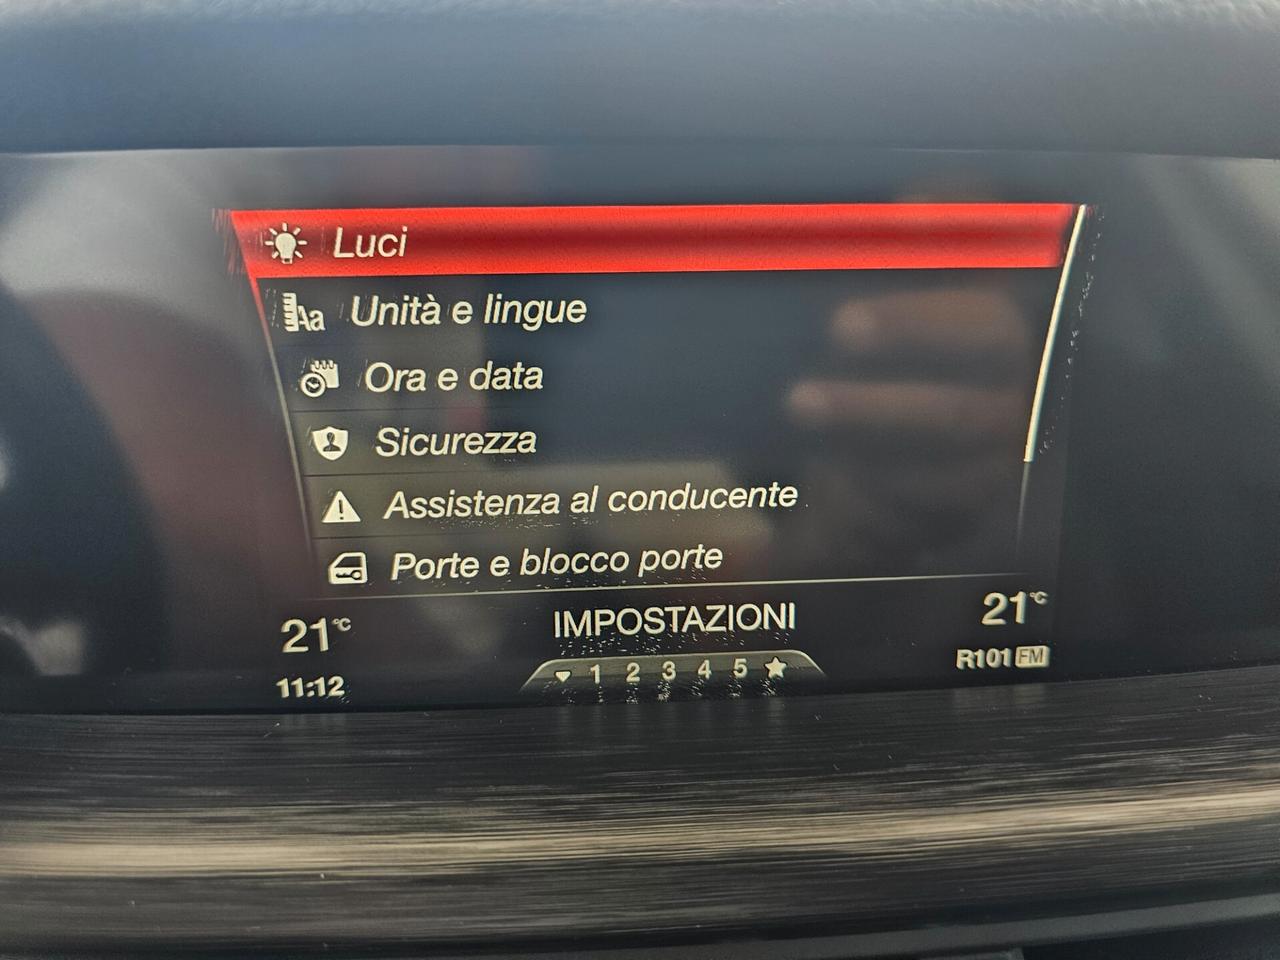 Luci
Aa Unità e lingue
Ora e data
Sicurezza
Assistenza al conducente
Porte e blocco porte
21°C IMPOSTAZIONI 21°C
11:12 1 2 3 4 5 R101 FM